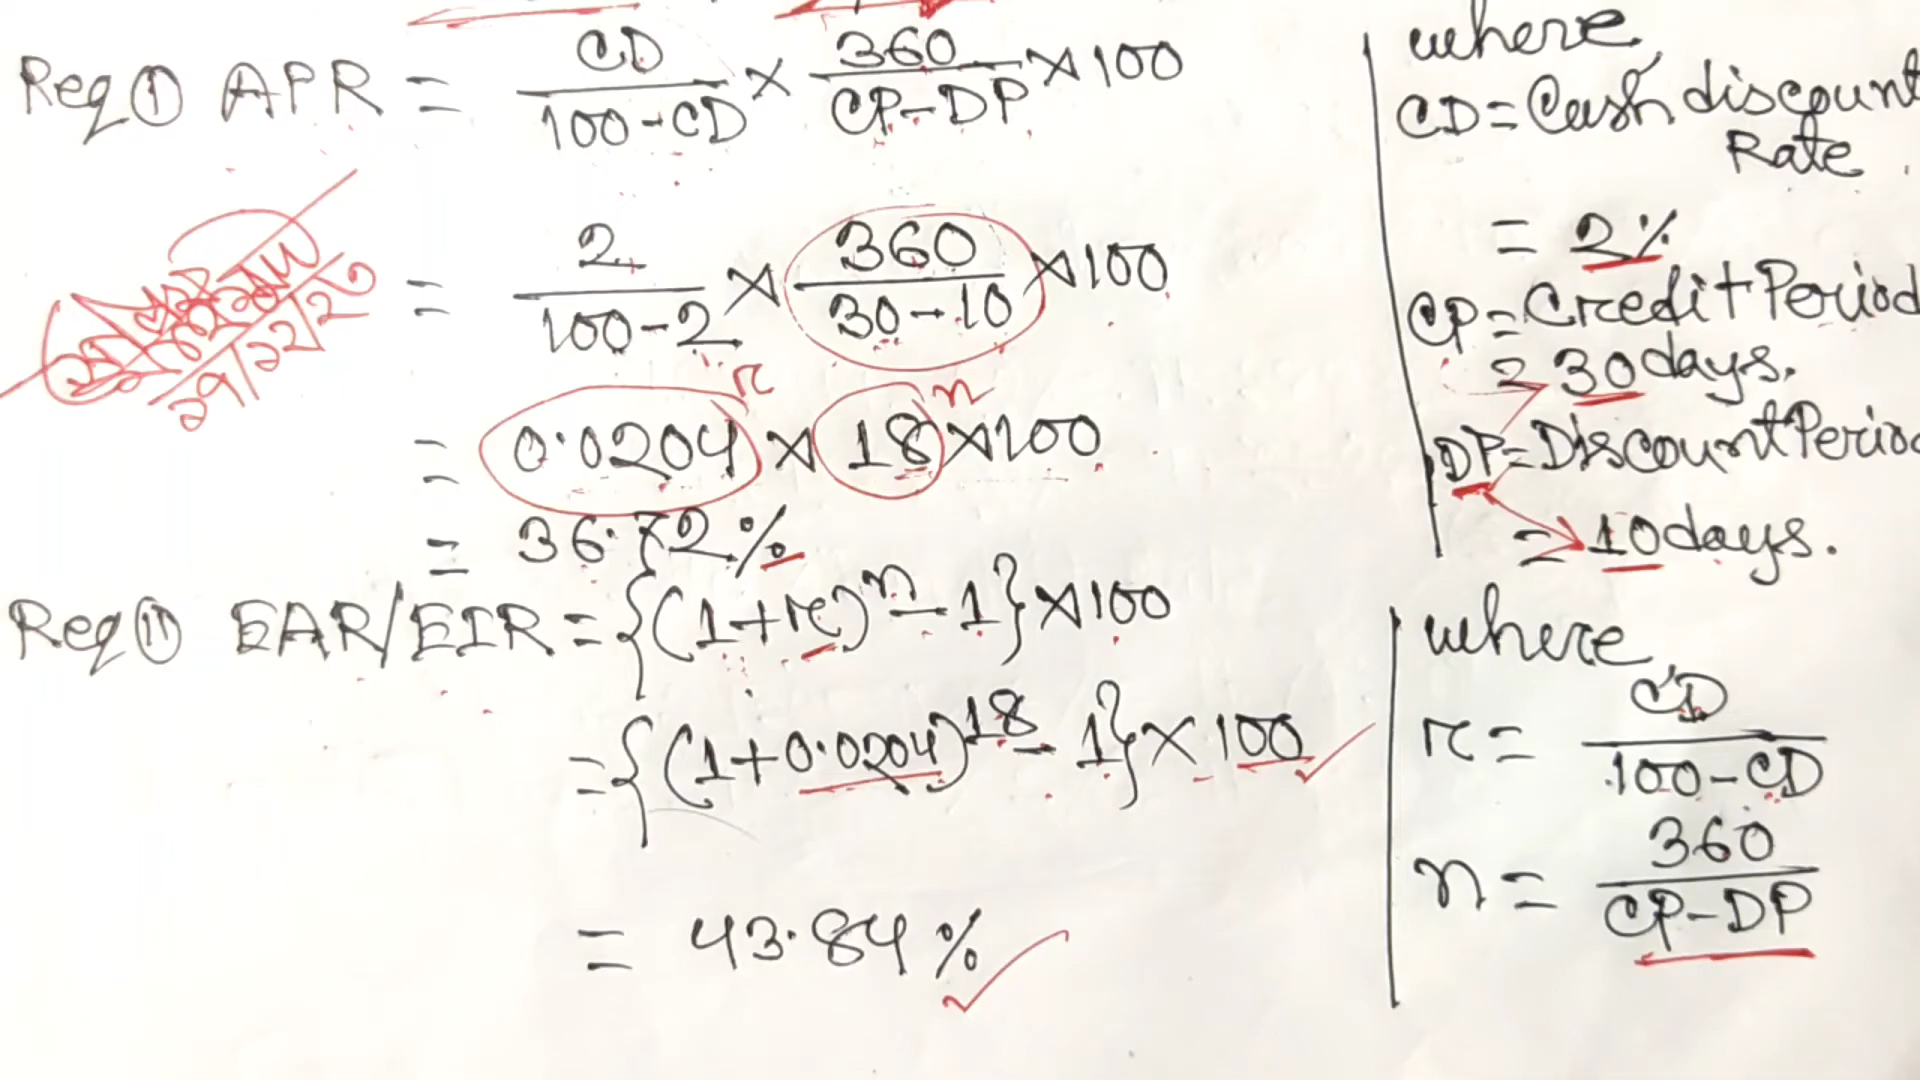 Req① APR = CD / 100-CD × 360 / CP-DP × 100
= 2 / 100-2 × 360 / 30-10 × 100
r n
= 0.0204 × 18 × 100
= 36.72%
Req⑪ EAR/EIR = {(1+r)^n - 1} × 100
= {(1+0.0204)^18 - 1} × 100
= 43.84%
where,
CD = Cash discount
Rate
= 2%
CP = Credit Period
= 30 days.
DP = Discount Period
= 10 days.
where,
r = CD / 100-CD
n = 360 / CP-DP